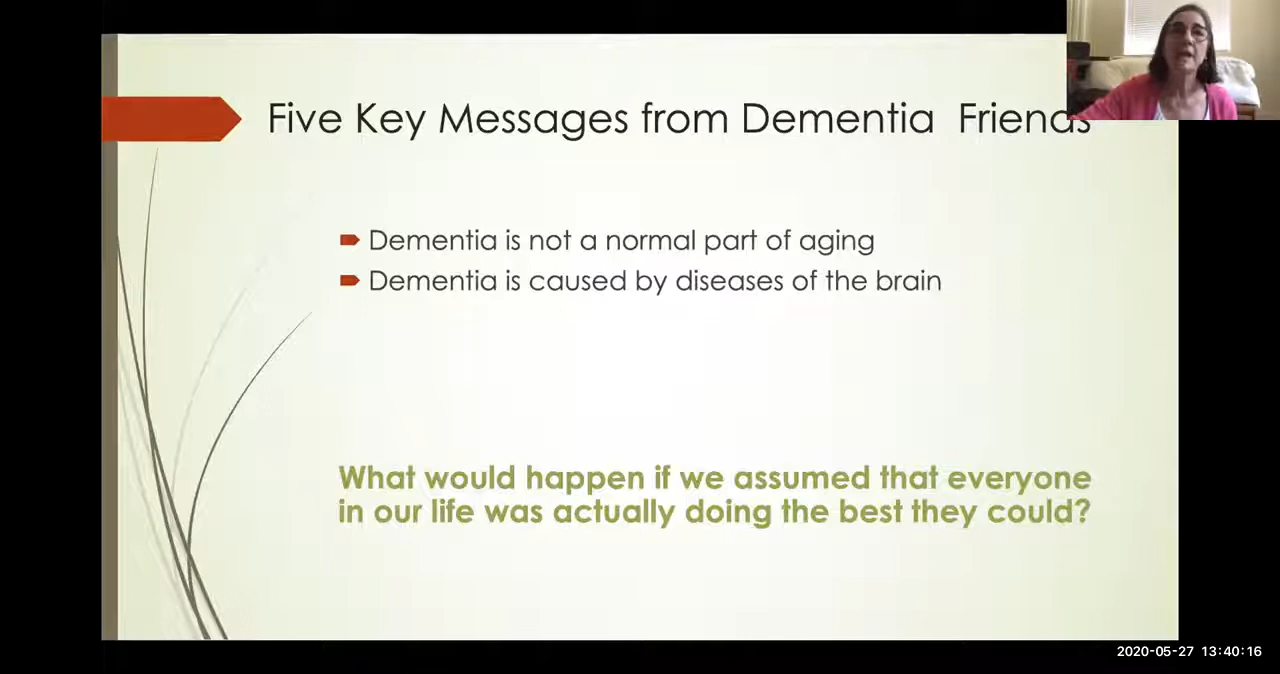 Five Key Messages from Dementia Friends
Dementia is not a normal part of aging
Dementia is caused by diseases of the brain
What would happen if we assumed that everyone
in our life was actually doing the best they could?
2020-05-27 13:40:16